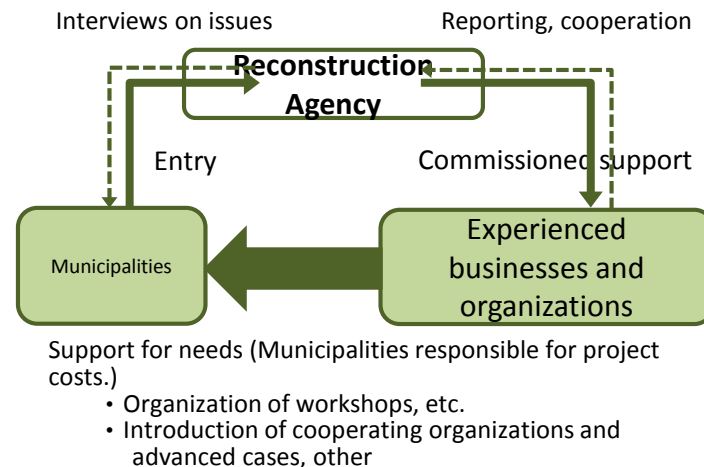 Interviews on issues
Reporting, cooperation
Reconstruction
Agency
Entry
Commissioned support
Municipalities
Experienced
businesses and
organizations
Support for needs (Municipalities responsible for project
costs.)
・Organization of workshops, etc.
・Introduction of cooperating organizations and
advanced cases, other